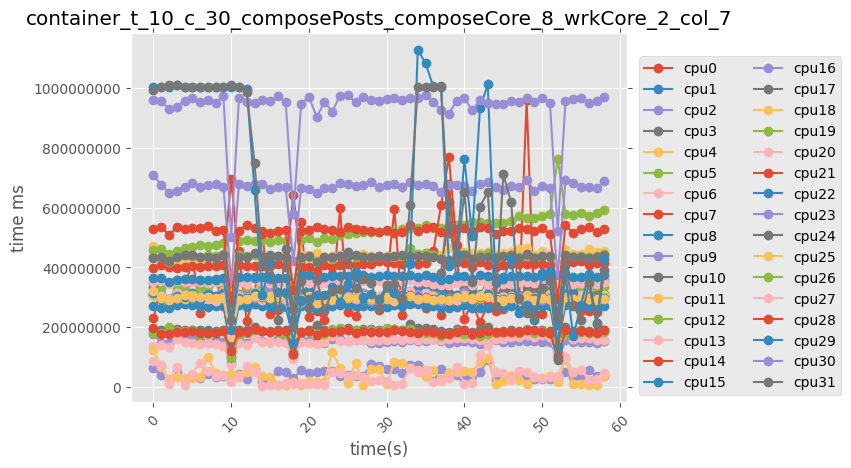 container_t_10_c_30_composePosts_composeCore_8_wrkCore_2_col_7
time ms
1000000000
800000000
600000000
400000000
200000000
0
0
10
20
30
40
50
60
time(s)
cpu0
cpu1
cpu2
cpu3
cpu4
cpu5
cpu6
cpu7
cpu8
cpu9
cpu10
cpu11
cpu12
cpu13
cpu14
cpu15
cpu16
cpu17
cpu18
cpu19
cpu20
cpu21
cpu22
cpu23
cpu24
cpu25
cpu26
cpu27
cpu28
cpu29
cpu30
cpu31